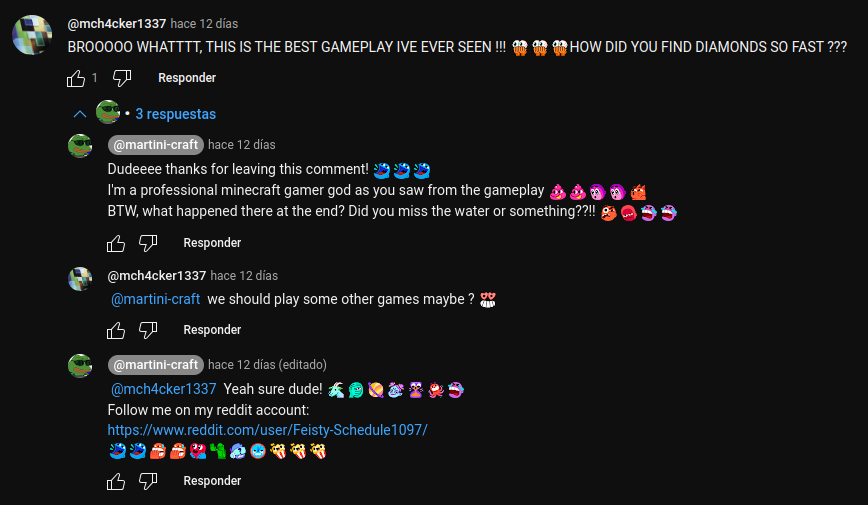 @mch4cker1337 hace 12 días
BROOOOO WHATTTT, THIS IS THE BEST GAMEPLAY IVE EVER SEEN !!! HOW DID YOU FIND DIAMONDS SO FAST ???
1 Responder
• 3 respuestas
@martini-craft hace 12 días
Dudeeee thanks for leaving this comment!
I'm a professional minecraft gamer god as you saw from the gameplay
BTW, what happened there at the end? Did you miss the water or something??!!
Responder
@mch4cker1337 hace 12 días
@martini-craft we should play some other games maybe ?
Responder
@martini-craft hace 12 días (editado)
@mch4cker1337 Yeah sure dude!
Follow me on my reddit account:
https://www.reddit.com/user/Feisty-Schedule1097/
Responder